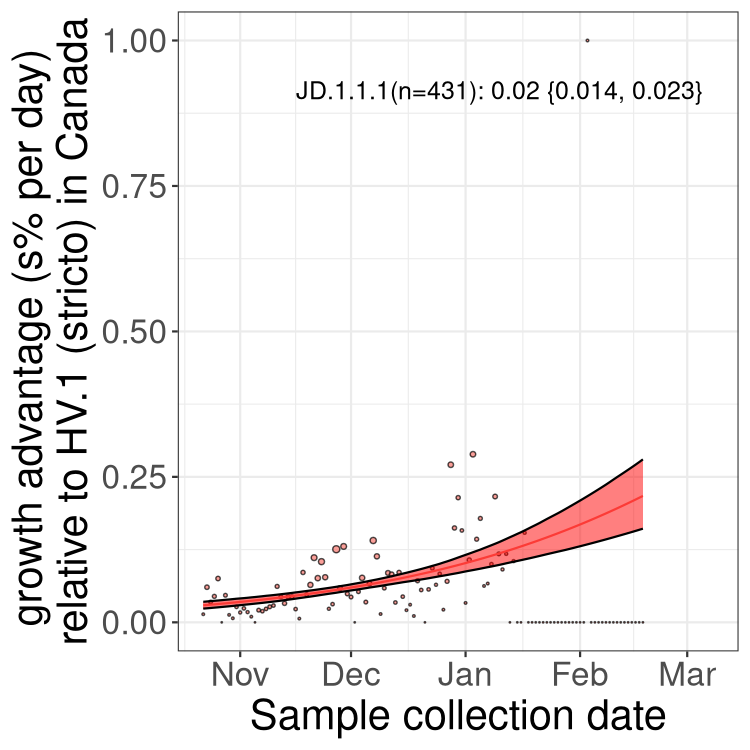 growth advantage (s% per day)
relative to HV.1 (stricto) in Canada
1.00
0.75
0.50
0.25
0.00
JD.1.1.1(n=431): 0.02 {0.014, 0.023}
Nov Dec Jan Feb Mar
Sample collection date